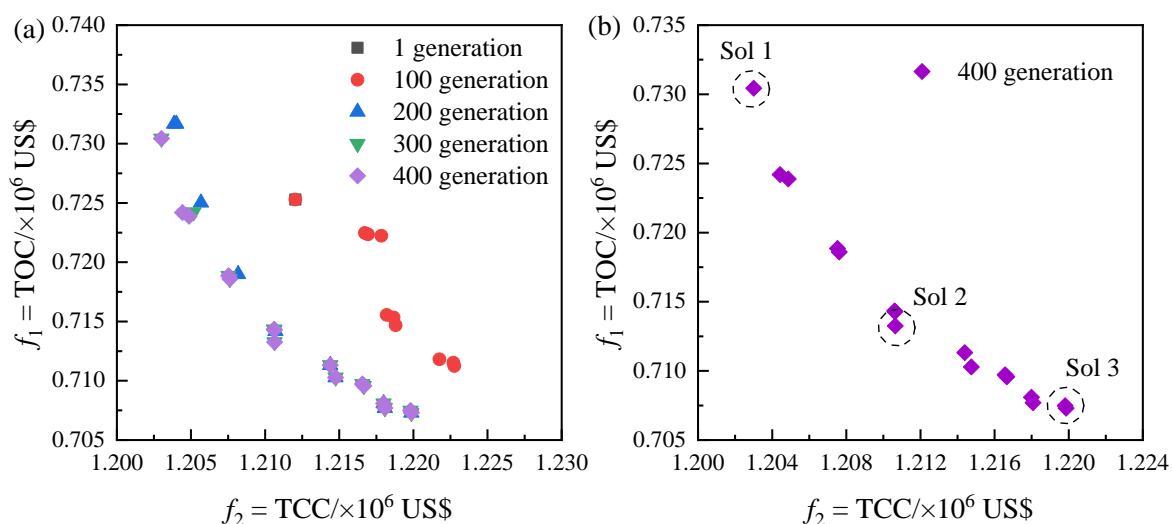 (a)
0.740
0.735
0.730
0.725
0.720
0.715
0.710
0.705
f₁ = TOC/×10⁶ US$
1 generation
100 generation
200 generation
300 generation
400 generation
1.200 1.205 1.210 1.215 1.220 1.225 1.230
f₂ = TCC/×10⁶ US$
(b)
0.735
0.730
0.725
0.720
0.715
0.710
0.705
f₁ = TOC/×10⁶ US$
Sol 1
400 generation
Sol 2
Sol 3
1.200 1.204 1.208 1.212 1.216 1.220 1.224
f₂ = TCC/×10⁶ US$